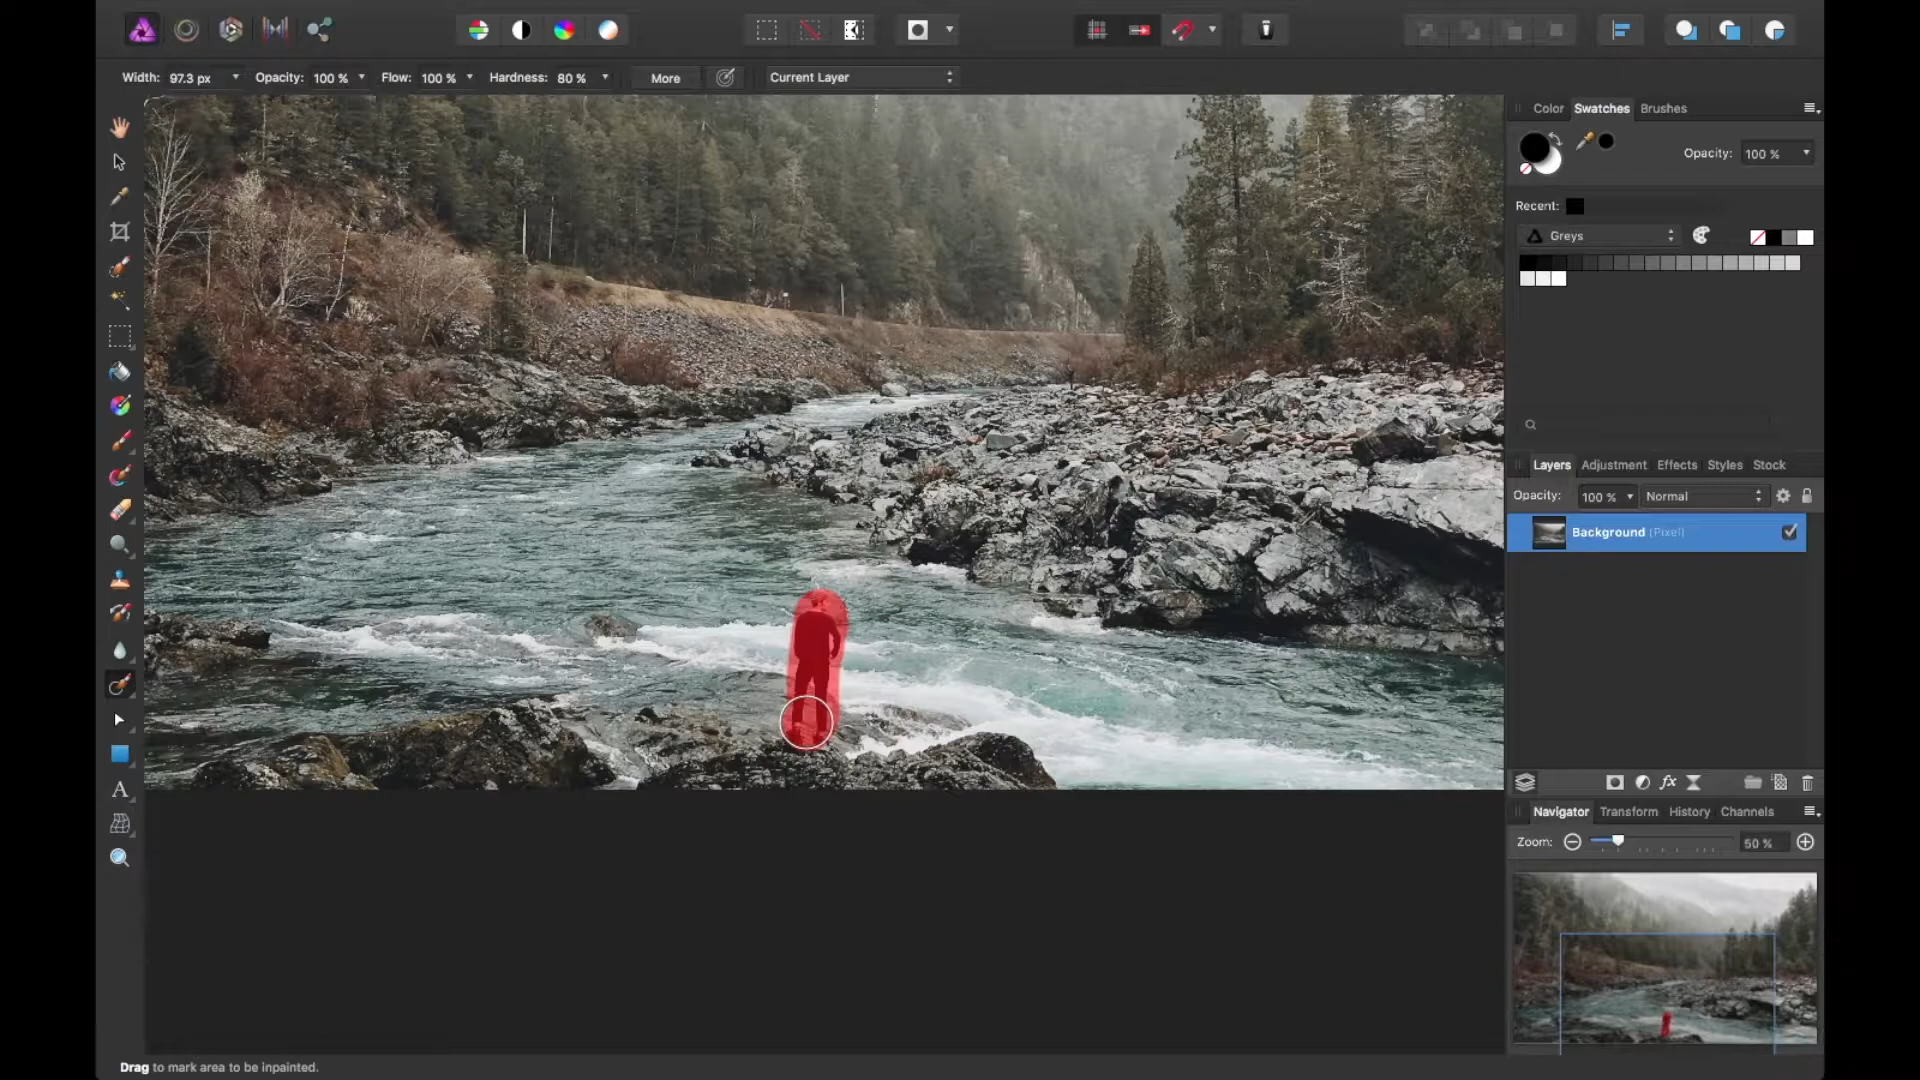 Width: 97.3 px Opacity: 100 % Flow: 100 % Hardness: 80 % More Current Layer
Color Swatches Brushes
Opacity: 100 %
Recent:
Greys
Layers Adjustment Effects Styles Stock
Opacity: 100 % Normal
Background (Pixel)
fx
A
Navigator Transform History Channels
Zoom: 50 %
Drag to mark area to be inpainted.